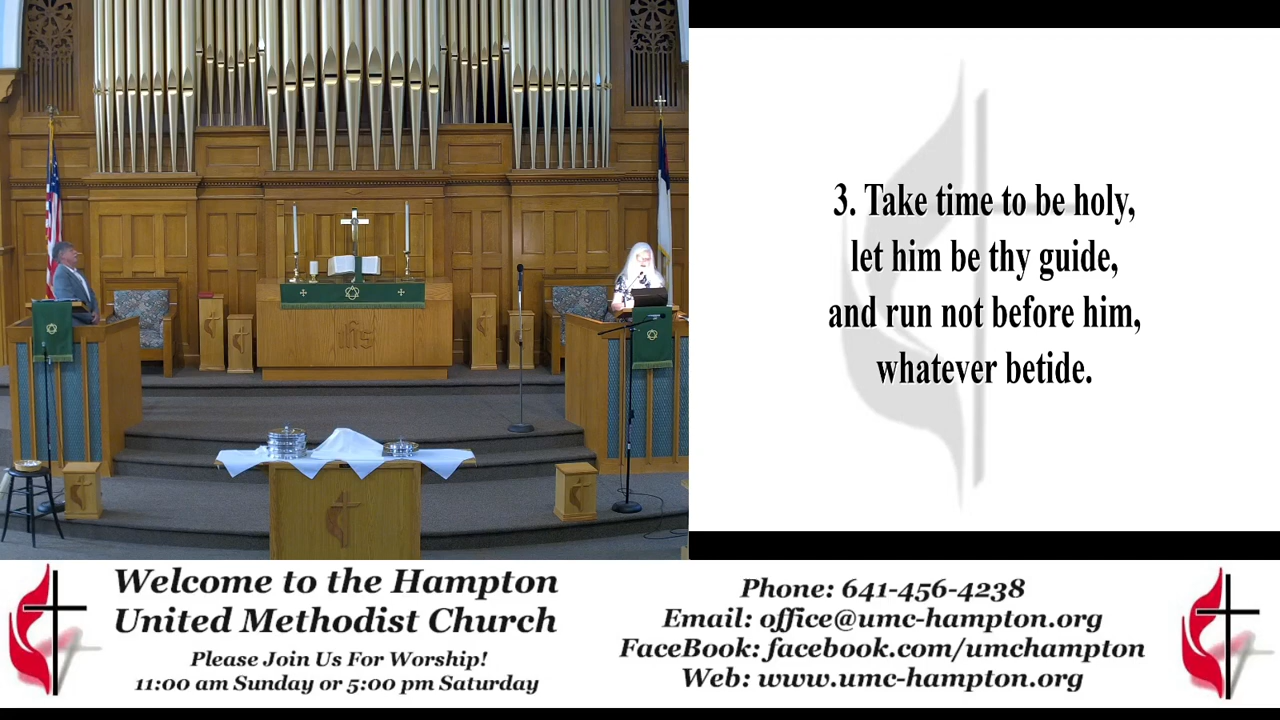 ihs
3. Take time to be holy,
let him be thy guide,
and run not before him,
whatever betide.
Welcome to the Hampton
United Methodist Church
Please Join Us For Worship!
11:00 am Sunday or 5:00 pm Saturday
Phone: 641-456-4238
Email: office@umc-hampton.org
FaceBook: facebook.com/umchampton
Web: www.umc-hampton.org